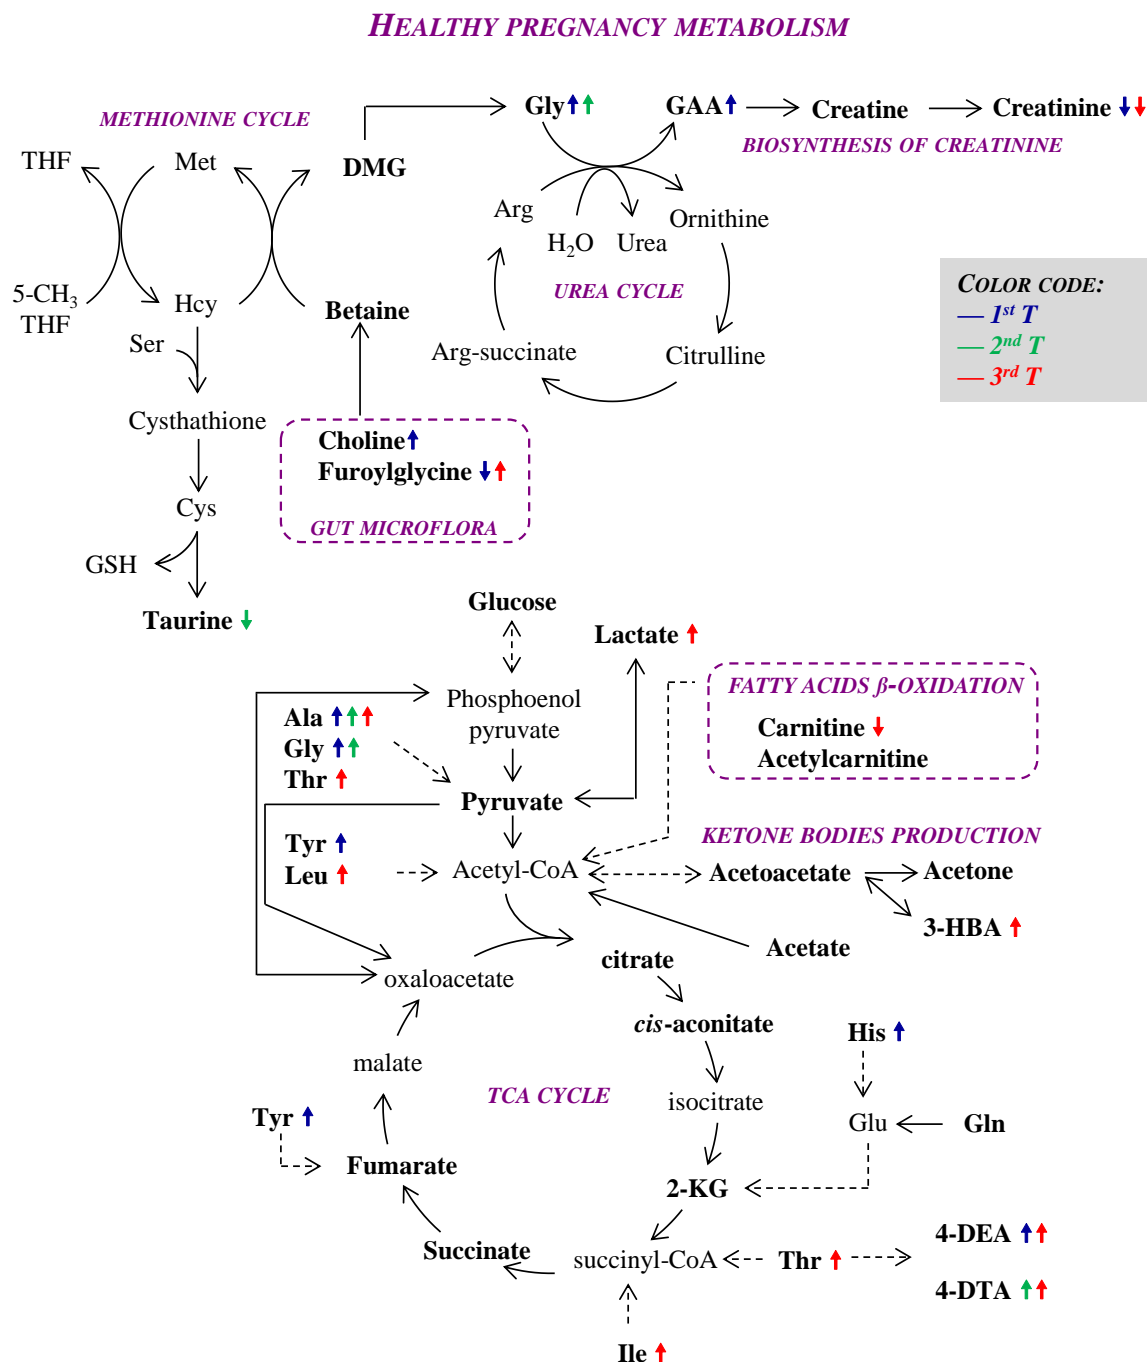 HEALTHY PREGNANCY METABOLISM
Gly
GAA
Creatine
Creatinine
METHIONINE CYCLE
BIOSYNTHESIS OF CREATININE
THF
Met
DMG
Arg
Ornithine
H₂O
Urea
5-CH₃
THF
Hcy
Betaine
UREA CYCLE
COLOR CODE:
— 1ˢᵗ T
— 2ⁿᵈ T
— 3ʳᵈ T
Ser
Arg-succinate
Citrulline
Cysthathione
Choline
Furoylglycine
GUT MICROFLORA
Cys
GSH
Taurine
Glucose
Lactate
FATTY ACIDS β-OXIDATION
Carnitine
Acetylcarnitine
Phosphoenol
pyruvate
Ala
Gly
Thr
Pyruvate
Tyr
Leu
Acetyl-CoA
KETONE BODIES PRODUCTION
Acetoacetate
Acetone
3-HBA
Acetate
citrate
oxaloacetate
cis-aconitate
His
malate
TCA CYCLE
isocitrate
Glu
Gln
Tyr
Fumarate
2-KG
Succinate
succinyl-CoA
Thr
4-DEA
4-DTA
Ile